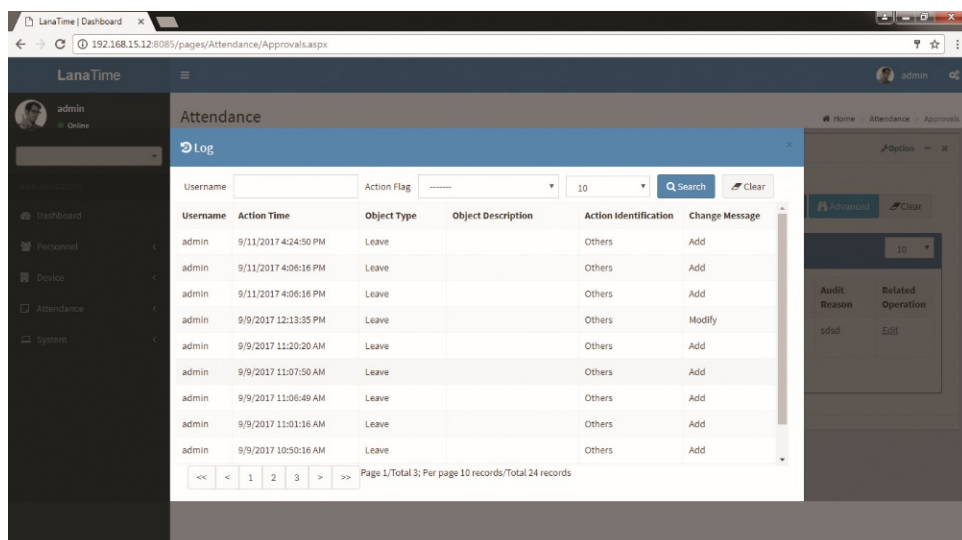 LanaTime | Dashboard
192.168.15.12:8085/pages/Attendance/Approvals.aspx
LanaTime
admin
admin
Online
Attendance
Home Attendance Approvals
Log
Option
Username Action Flag ------- 10 Search Clear
Advanced Clear
Username Action Time Object Type Object Description Action Identification Change Message
admin 9/11/2017 4:24:50 PM Leave Others Add
admin 9/11/2017 4:06:16 PM Leave Others Add
admin 9/11/2017 4:06:16 PM Leave Others Add
admin 9/9/2017 12:13:35 PM Leave Others Modify
admin 9/9/2017 11:20:20 AM Leave Others Add
admin 9/9/2017 11:07:50 AM Leave Others Add
admin 9/9/2017 11:06:49 AM Leave Others Add
admin 9/9/2017 11:01:16 AM Leave Others Add
admin 9/9/2017 10:50:16 AM Leave Others Add
<< < 1 2 3 > >> Page 1/Total 3; Per page 10 records/Total 24 records
MAIN NAVIGATION
Dashboard
Personnel
Device
Attendance
System
10
Audit Reason
Related Operation
sdsd Edit